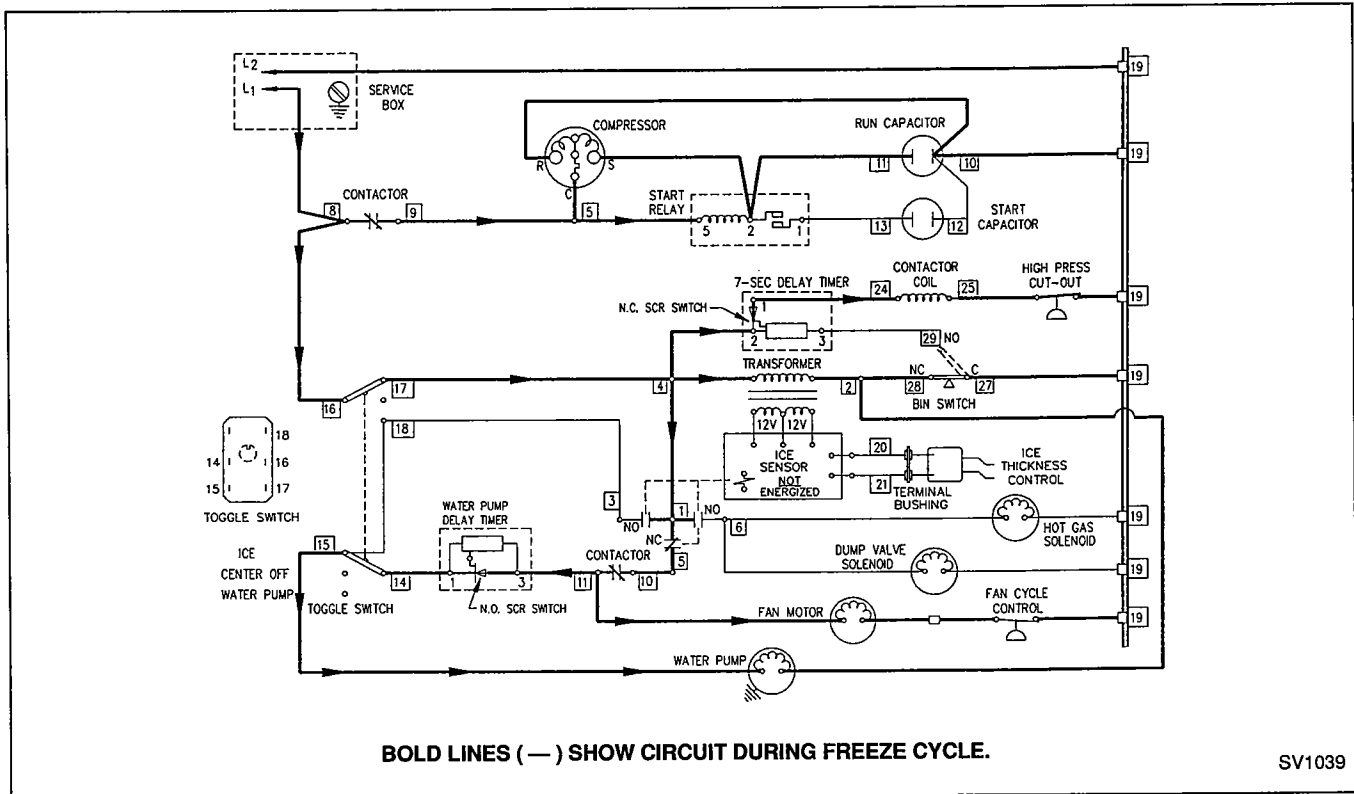 L2
L1
SERVICE
BOX
19
COMPRESSOR
R
S
C
RUN CAPACITOR
11
10
19
CONTACTOR
8
9
5
START
RELAY
5
2
1
13
12
START
CAPACITOR
7-SEC DELAY TIMER
N.C. SCR SWITCH
1
2
3
24
CONTACTOR
COIL
25
HIGH PRESS
CUT-OUT
19
29
NO
17
16
4
TRANSFORMER
2
NC
28
C
27
BIN SWITCH
19
12V
12V
18
18
14
16
15
17
TOGGLE SWITCH
ICE
SENSOR
NOT
ENERGIZED
20
21
TERMINAL
BUSHING
ICE
THICKNESS
CONTROL
3
NO
1
NO
NC
5
6
HOT GAS
SOLENOID
19
WATER PUMP
DELAY TIMER
3
N.O. SCR SWITCH
CONTACTOR
11
10
DUMP VALVE
SOLENOID
19
15
ICE
CENTER OFF
WATER PUMP
14
TOGGLE SWITCH
FAN MOTOR
FAN CYCLE
CONTROL
19
WATER PUMP
BOLD LINES ( — ) SHOW CIRCUIT DURING FREEZE CYCLE.
SV1039